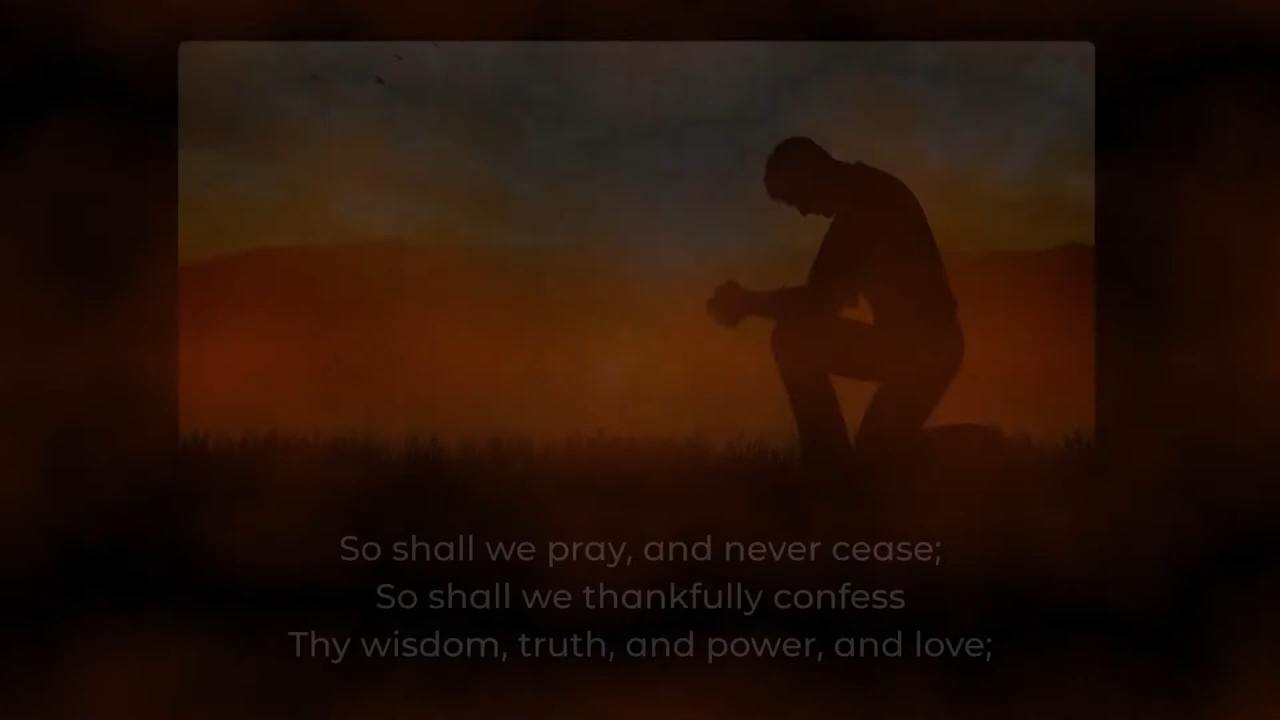 So shall we pray, and never cease;
So shall we thankfully confess
Thy wisdom, truth, and power, and love;